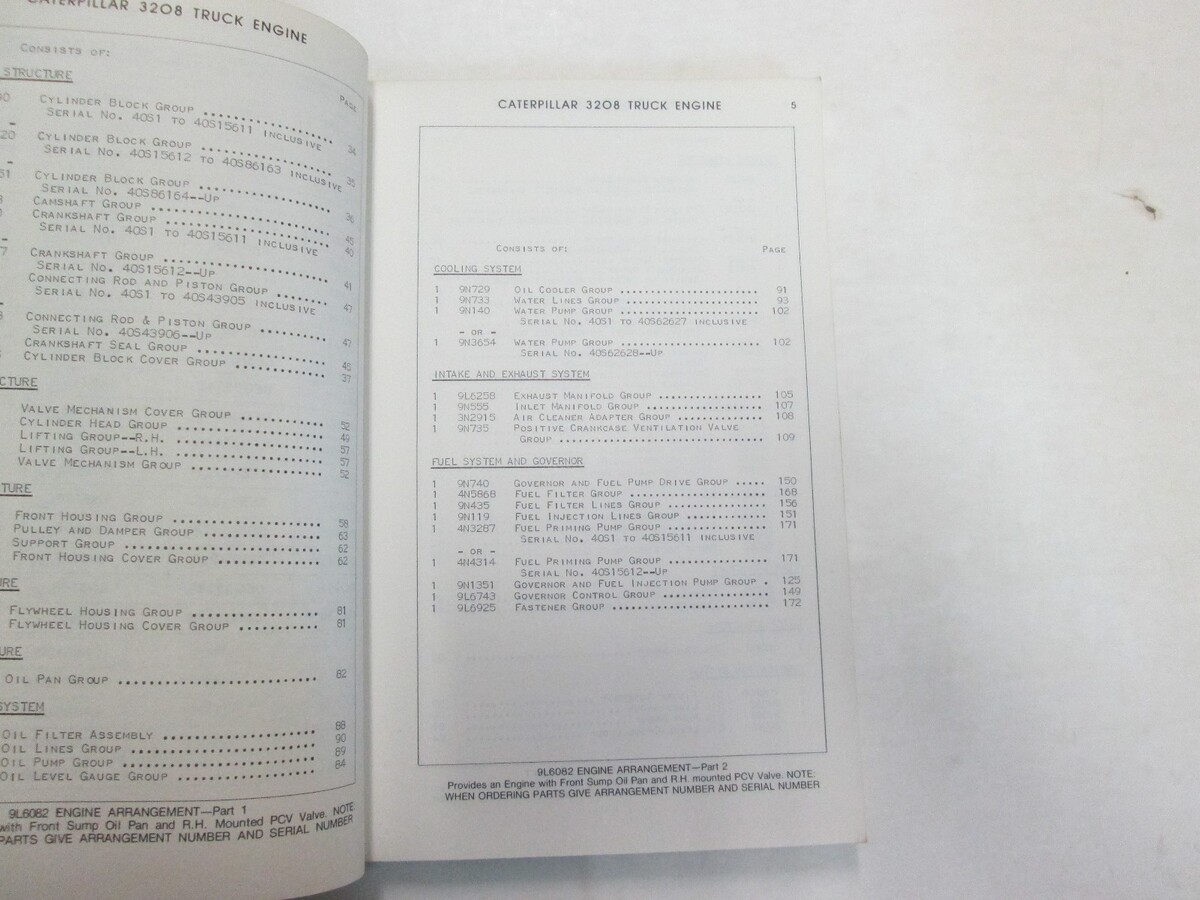 CATERPILLAR 3208 TRUCK ENGINE
CONSISTS OF:
PAGE
STRUCTURE
CYLINDER BLOCK GROUP ........ 34
SERIAL NO. 40S1 TO 40S15611 INCLUSIVE
20 CYLINDER BLOCK GROUP ........ 35
SERIAL NO. 40S15612 TO 40S86163 INCLUSIVE
CYLINDER BLOCK GROUP ........ 36
SERIAL NO. 40S86164--UP
CAMSHAFT GROUP ........ 45
CRANKSHAFT GROUP ........ 40
SERIAL NO. 40S1 TO 40S15611 INCLUSIVE
CRANKSHAFT GROUP ........ 41
SERIAL NO. 40S15612--UP
CONNECTING ROD AND PISTON GROUP ........ 47
SERIAL NO. 40S1 TO 40S43905 INCLUSIVE
CONNECTING ROD & PISTON GROUP ........ 47
SERIAL NO. 40S43906--UP
CRANKSHAFT SEAL GROUP ........ 45
CYLINDER BLOCK COVER GROUP ........ 37
CTURE
VALVE MECHANISM COVER GROUP ........ 52
CYLINDER HEAD GROUP ........ 49
LIFTING GROUP--R.H. ........ 57
LIFTING GROUP--L.H. ........ 57
VALVE MECHANISM GROUP ........ 52
TURE
FRONT HOUSING GROUP ........ 58
PULLEY AND DAMPER GROUP ........ 63
SUPPORT GROUP ........ 62
FRONT HOUSING COVER GROUP ........ 62
URE
FLYWHEEL HOUSING GROUP ........ 81
FLYWHEEL HOUSING COVER GROUP ........ 81
URE
OIL PAN GROUP ........ 82
SYSTEM
OIL FILTER ASSEMBLY ........ 88
OIL LINES GROUP ........ 90
OIL PUMP GROUP ........ 89
OIL LEVEL GAUGE GROUP ........ 84
9L6082 ENGINE ARRANGEMENT—Part 1
with Front Sump Oil Pan and R.H. Mounted PCV Valve. NOTE
PARTS GIVE ARRANGEMENT NUMBER AND SERIAL NUMBER
CATERPILLAR 3208 TRUCK ENGINE 5
CONSISTS OF: PAGE
COOLING SYSTEM
1 9N729 OIL COOLER GROUP ........ 91
1 9N733 WATER LINES GROUP ........ 93
1 9N140 WATER PUMP GROUP ........ 102
SERIAL NO. 40S1 TO 40S62627 INCLUSIVE
- OR -
1 9N3654 WATER PUMP GROUP ........ 102
SERIAL NO. 40S62628--UP
INTAKE AND EXHAUST SYSTEM
1 9L6258 EXHAUST MANIFOLD GROUP ........ 105
1 9N555 INLET MANIFOLD GROUP ........ 107
1 3N2915 AIR CLEANER ADAPTER GROUP ........ 108
1 9N735 POSITIVE CRANKCASE VENTILATION VALVE
GROUP ........ 109
FUEL SYSTEM AND GOVERNOR
1 9N740 GOVERNOR AND FUEL PUMP DRIVE GROUP ..... 150
1 4N5868 FUEL FILTER GROUP ........ 168
1 9N435 FUEL FILTER LINES GROUP ........ 156
1 9N119 FUEL INJECTION LINES GROUP ........ 151
1 4N3287 FUEL PRIMING PUMP GROUP ........ 171
SERIAL NO. 40S1 TO 40S15611 INCLUSIVE
- OR -
1 4N4314 FUEL PRIMING PUMP GROUP ........ 171
SERIAL NO. 40S15612--UP
1 9N1351 GOVERNOR AND FUEL INJECTION PUMP GROUP . 125
1 9L6743 GOVERNOR CONTROL GROUP ........ 149
1 9L6925 FASTENER GROUP ........ 172
9L6082 ENGINE ARRANGEMENT—Part 2
Provides an Engine with Front Sump Oil Pan and R.H. mounted PCV Valve. NOTE:
WHEN ORDERING PARTS GIVE ARRANGEMENT NUMBER AND SERIAL NUMBER